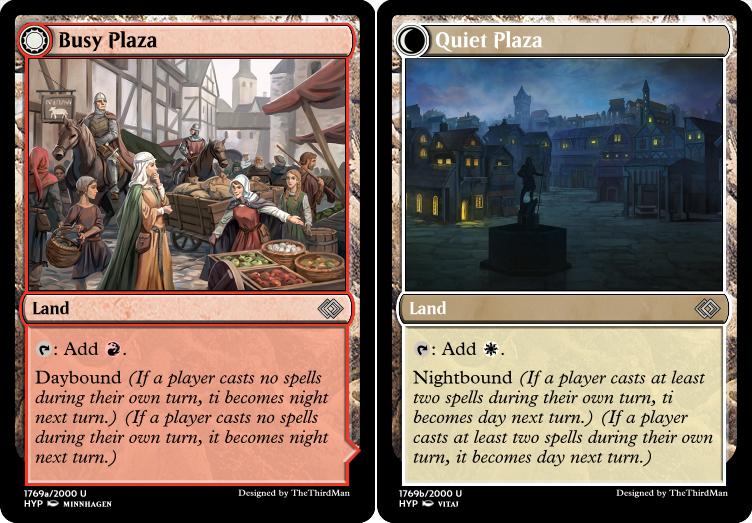 Busy Plaza
Land
: Add .
Daybound (If a player casts no spells
during their own turn, ti becomes night
next turn.) (If a player casts no spells
during their own turn, it becomes night
next turn.)
1769a/2000 U
HYP MINNHAGEN
Designed by TheThirdMan
Quiet Plaza
Land
: Add .
Nightbound (If a player casts at least
two spells during their own turn, ti
becomes day next turn.) (If a player
casts at least two spells during their own
turn, it becomes day next turn.)
1769b/2000 U
HYP VITAJ
Designed by TheThirdMan